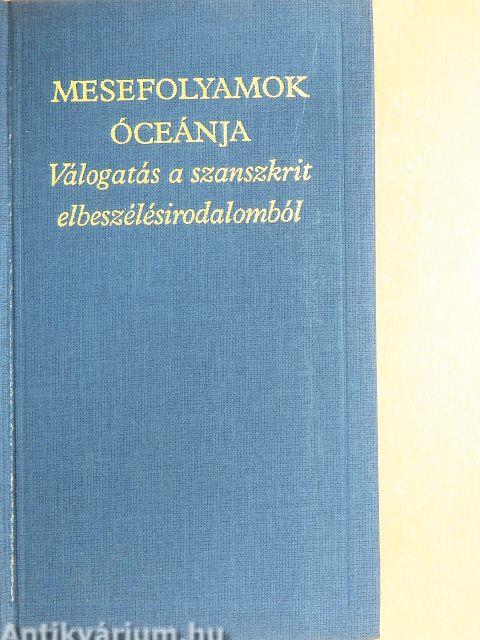 MESEFOLYAMOK
ÓCEÁNJA
Válogatás a szanszkrit
elbeszélésirodalomból
Antikvárium.hu